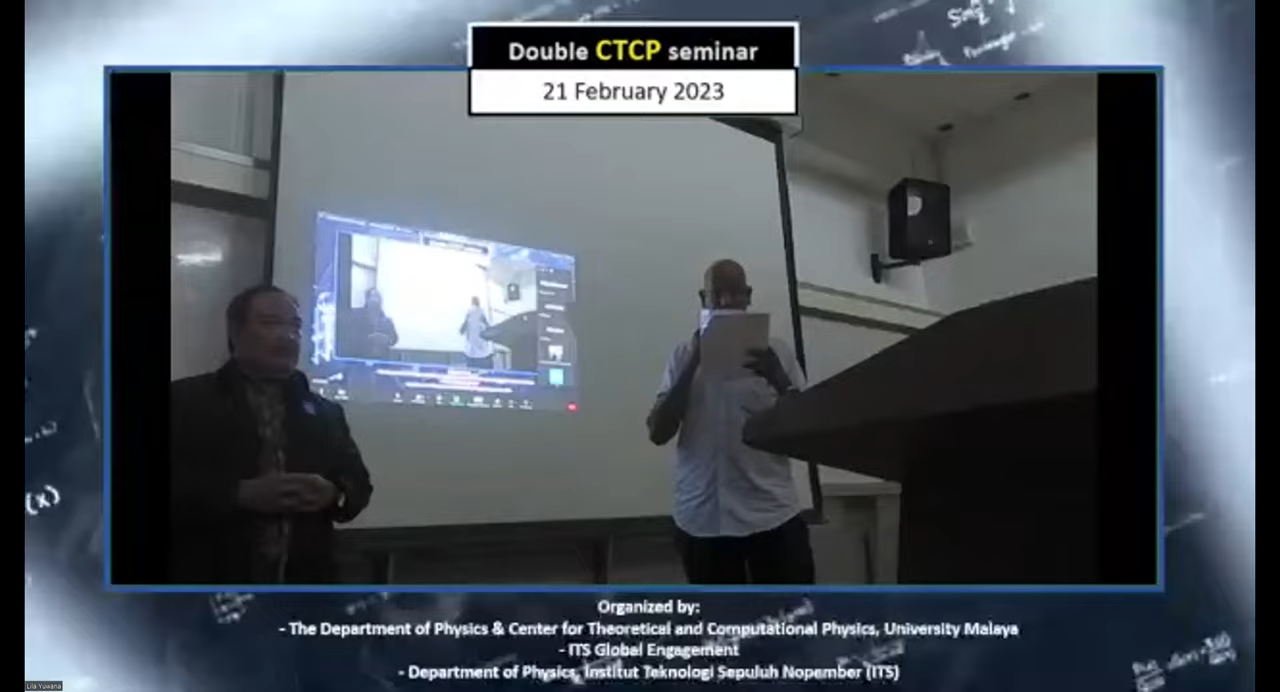 Double CTCP seminar
21 February 2023
Organized by:
- The Department of Physics & Center for Theoretical and Computational Physics, University Malaya
- ITS Global Engagement
- Department of Physics, Institut Teknologi Sepuluh Nopember (ITS)
Lila Yuwana